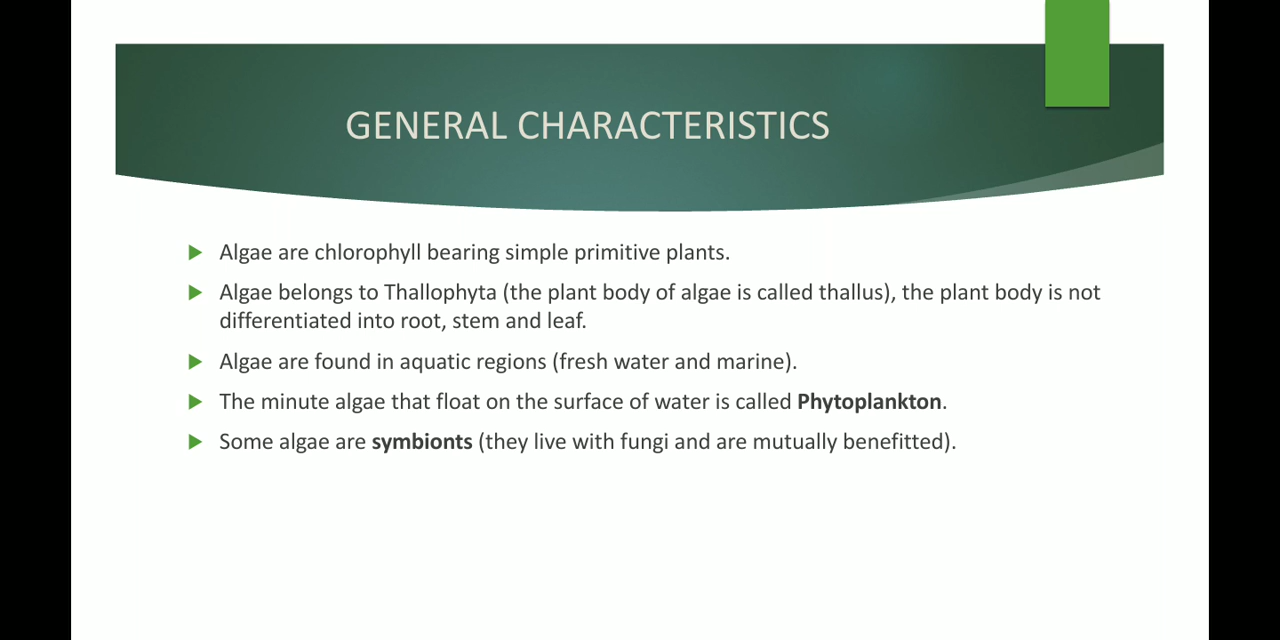 GENERAL CHARACTERISTICS
Algae are chlorophyll bearing simple primitive plants.
Algae belongs to Thallophyta (the plant body of algae is called thallus), the plant body is not
differentiated into root, stem and leaf.
Algae are found in aquatic regions (fresh water and marine).
The minute algae that float on the surface of water is called Phytoplankton.
Some algae are symbionts (they live with fungi and are mutually benefitted).